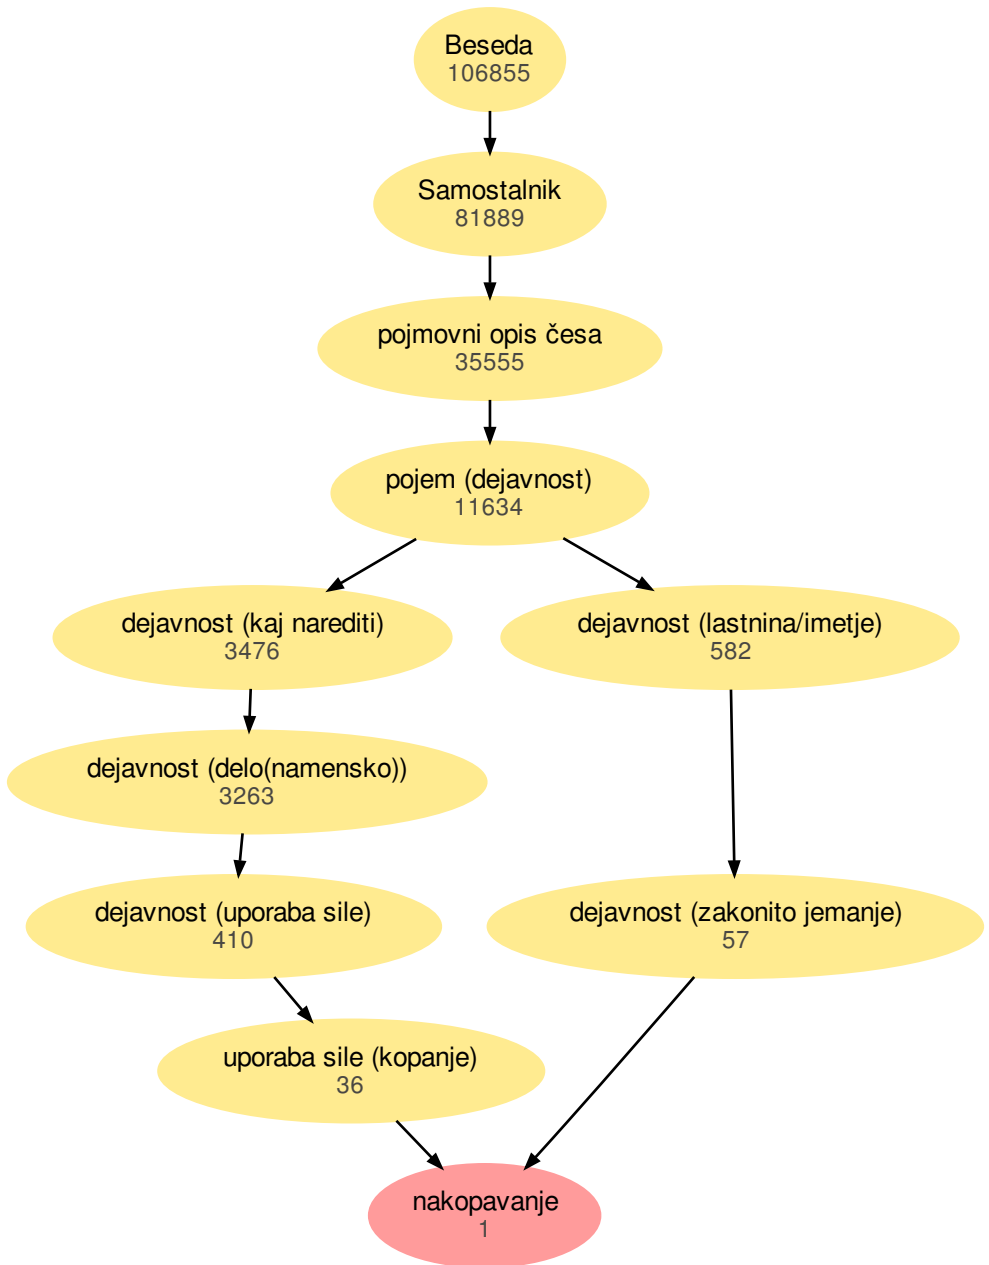 Beseda
106855
Samostalnik
81889
pojmovni opis česa
35555
pojem (dejavnost)
11634
dejavnost (kaj narediti)
3476
dejavnost (lastnina/imetje)
582
dejavnost (delo(namensko))
3263
dejavnost (uporaba sile)
410
dejavnost (zakonito jemanje)
57
uporaba sile (kopanje)
36
nakopavanje
1